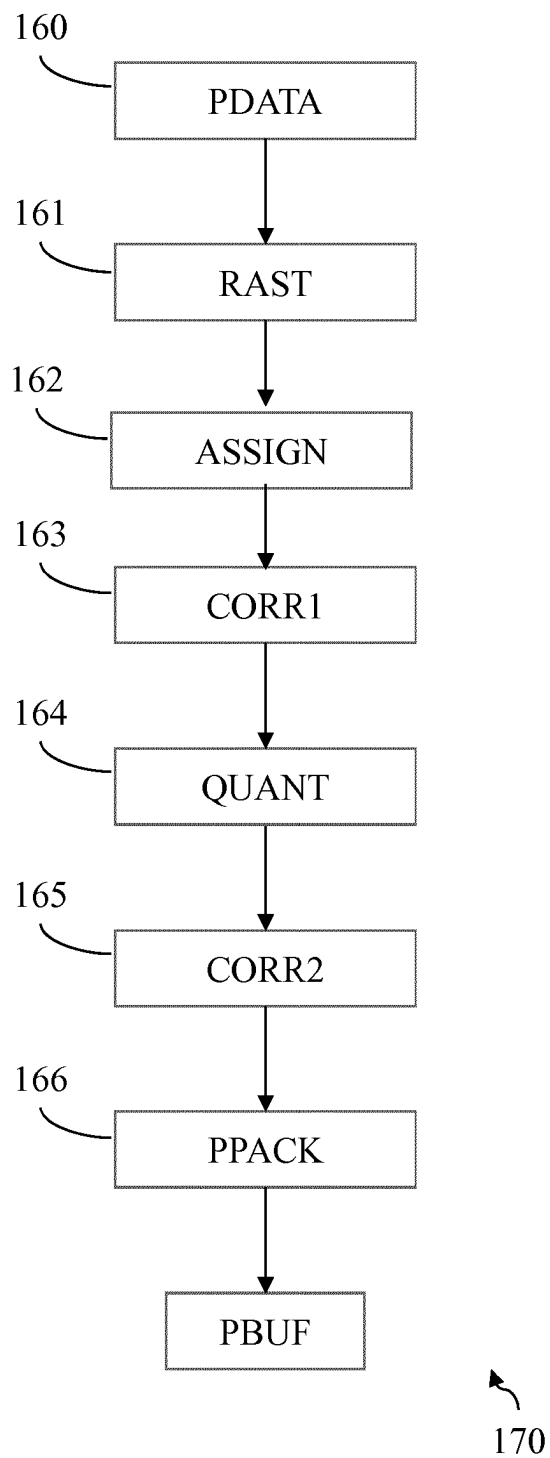 160
PDATA
161
RAST
162
ASSIGN
163
CORR1
164
QUANT
165
CORR2
166
PPACK
PBUF
170